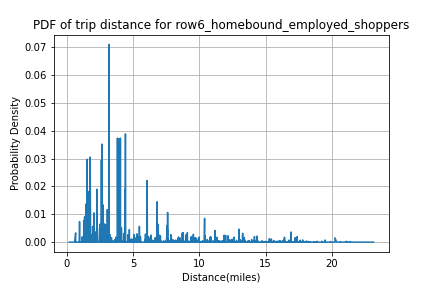 PDF of trip distance for row6_homebound_employed_shoppers
0.07
0.06
0.05
0.04
0.03
0.02
0.01
0.00
Probability Density
0 5 10 15 20
Distance(miles)